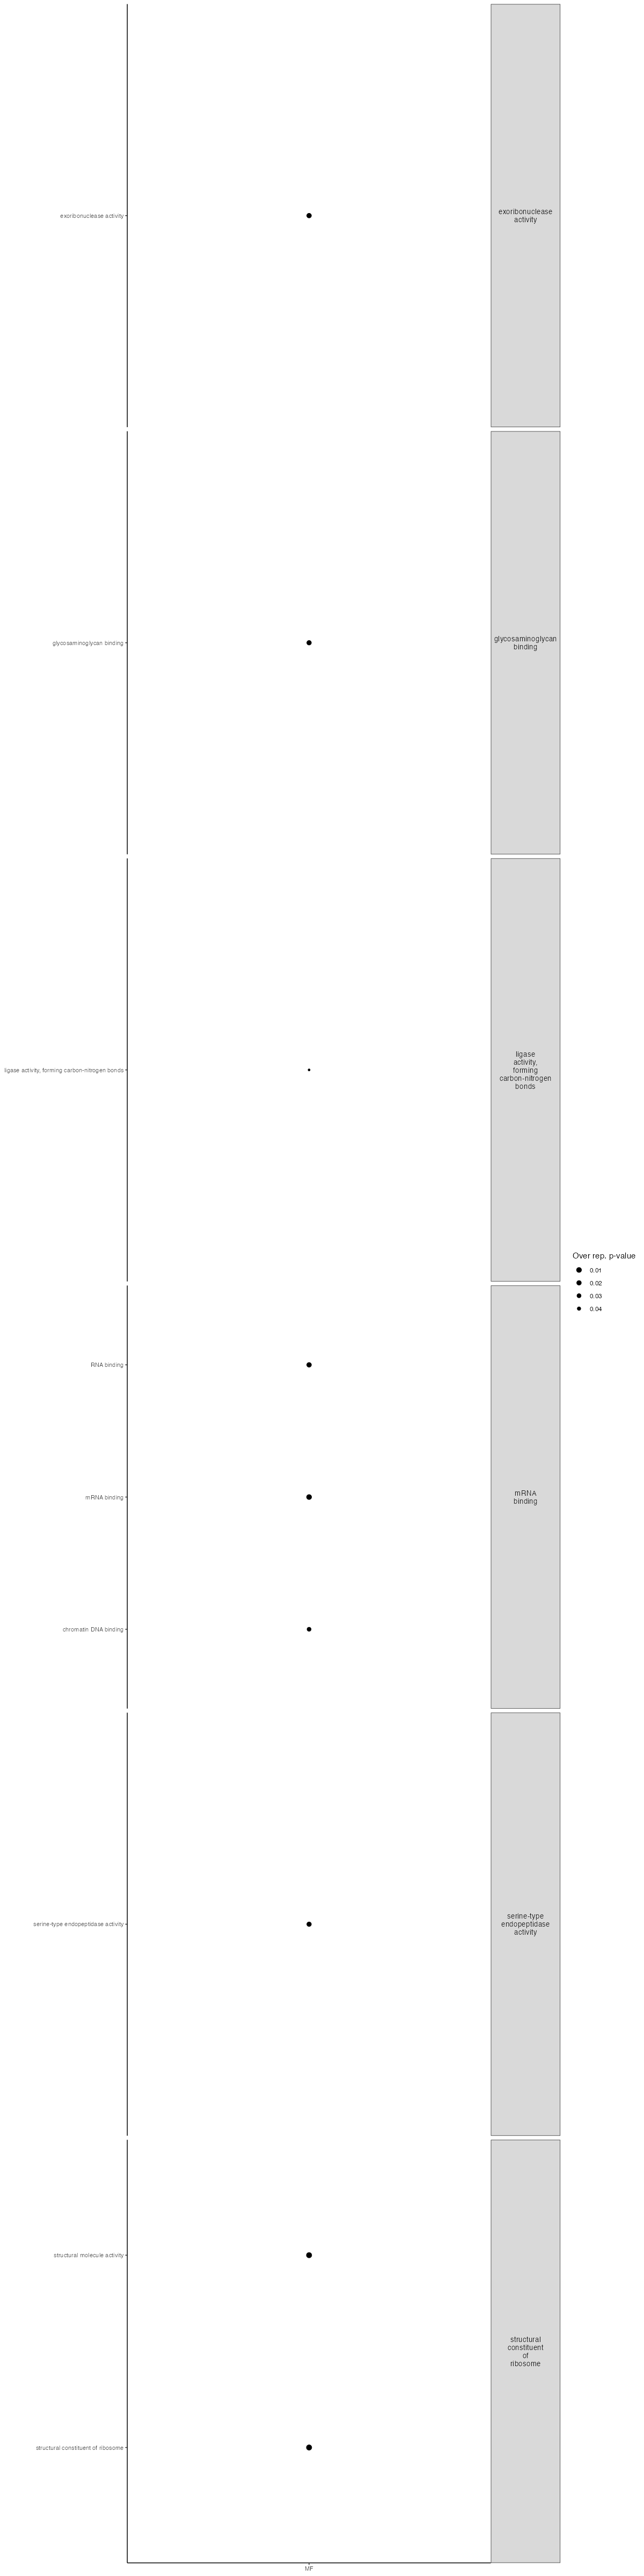 exoribonuclease activity
exoribonuclease
activity
glycosaminoglycan binding
glycosaminoglycan
binding
ligase activity, forming carbon-nitrogen bonds
ligase
activity,
forming
carbon-nitrogen
bonds
Over rep. p-value
0.01
0.02
0.03
0.04
RNA binding
mRNA binding
chromatin DNA binding
mRNA
binding
serine-type endopeptidase activity
serine-type
endopeptidase
activity
structural molecule activity
structural constituent of ribosome
structural
constituent
of
ribosome
MF